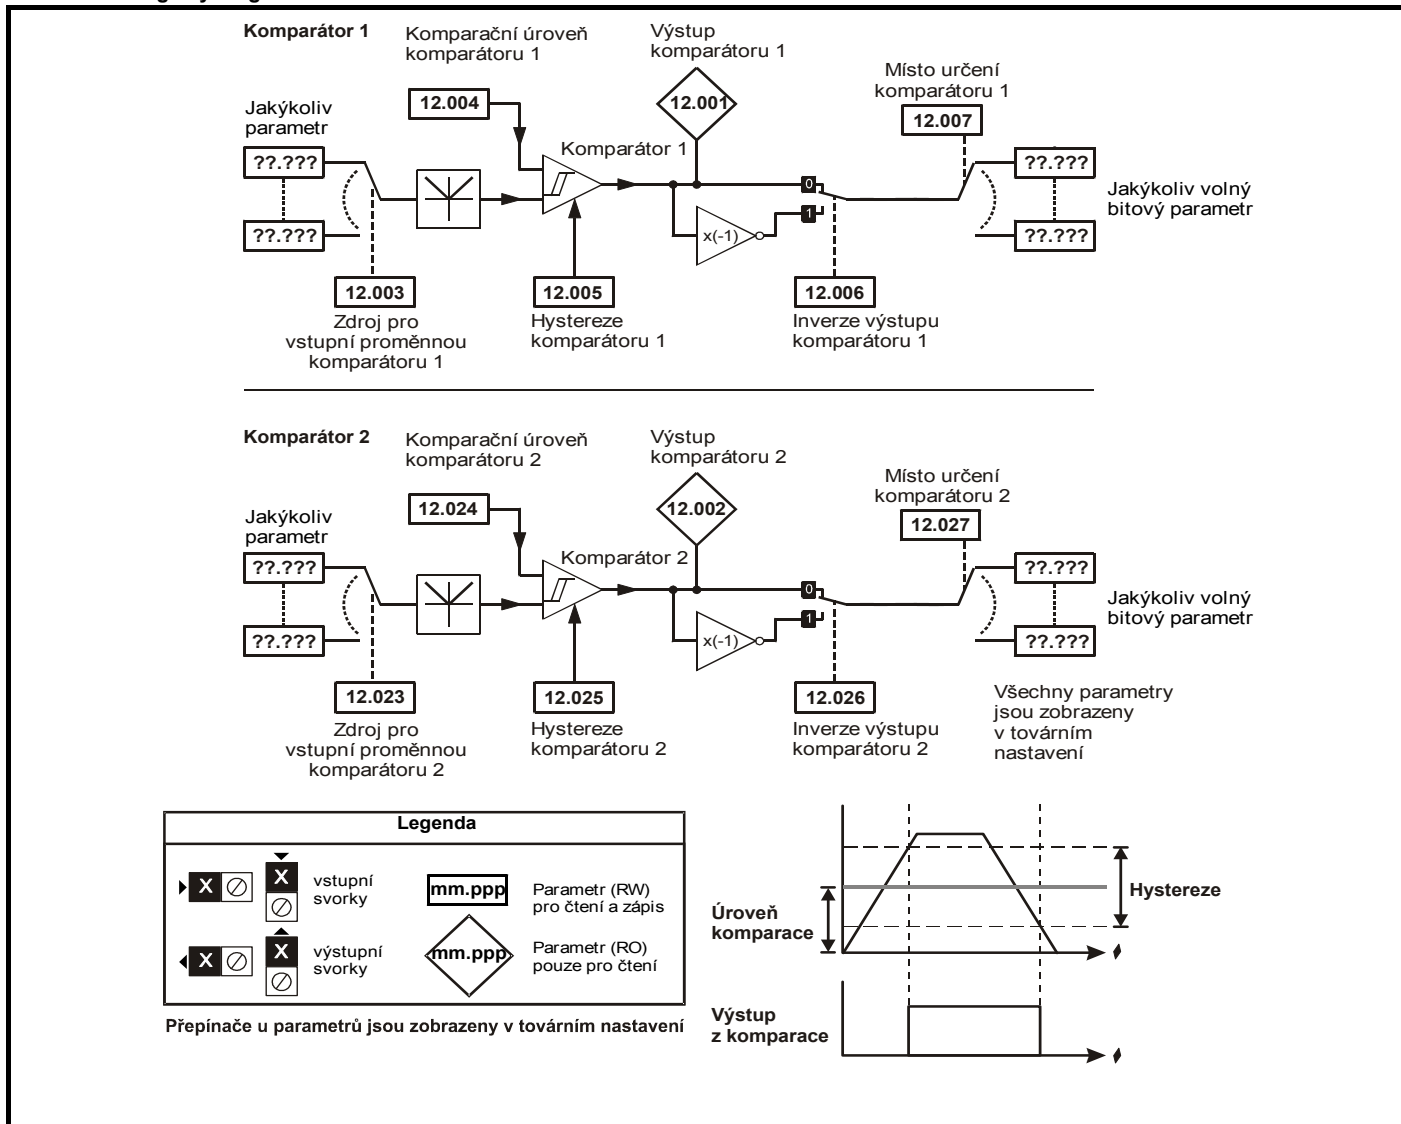 Komparátor 1
Komparační úroveň
komparátoru 1
Výstup
komparátoru 1
Místo určení
komparátoru 1
12.004
12.001
12.007
Jakýkoliv
parametr
Komparátor 1
??.???
??.???
0
1
x(-1)
??.???
??.???
Jakýkoliv volný
bitový parametr
12.003
12.005
12.006
Zdroj pro
vstupní proměnnou
komparátoru 1
Hystereze
komparátoru 1
Inverze výstupu
komparátoru 1
Komparátor 2
Komparační úroveň
komparátoru 2
Výstup
komparátoru 2
Místo určení
komparátoru 2
12.024
12.002
12.027
Jakýkoliv
parametr
Komparátor 2
??.???
??.???
0
1
x(-1)
??.???
??.???
Jakýkoliv volný
bitový parametr
12.023
12.025
12.026
Zdroj pro
vstupní proměnnou
komparátoru 2
Hystereze
komparátoru 2
Inverze výstupu
komparátoru 2
Všechny parametry
jsou zobrazeny
v továrním
nastavení
Legenda
X
X
vstupní
svorky
mm.ppp
Parametr (RW)
pro čtení a zápis
X
X
výstupní
svorky
mm.ppp
Parametr (RO)
pouze pro čtení
Přepínače u parametrů jsou zobrazeny v továrním nastavení
Úroveň
komparace
Hystereze
Výstup
z komparace